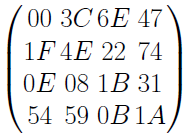 00 3C 6E 47
1F 4E 22 74
0E 08 1B 31
54 59 0B 1A